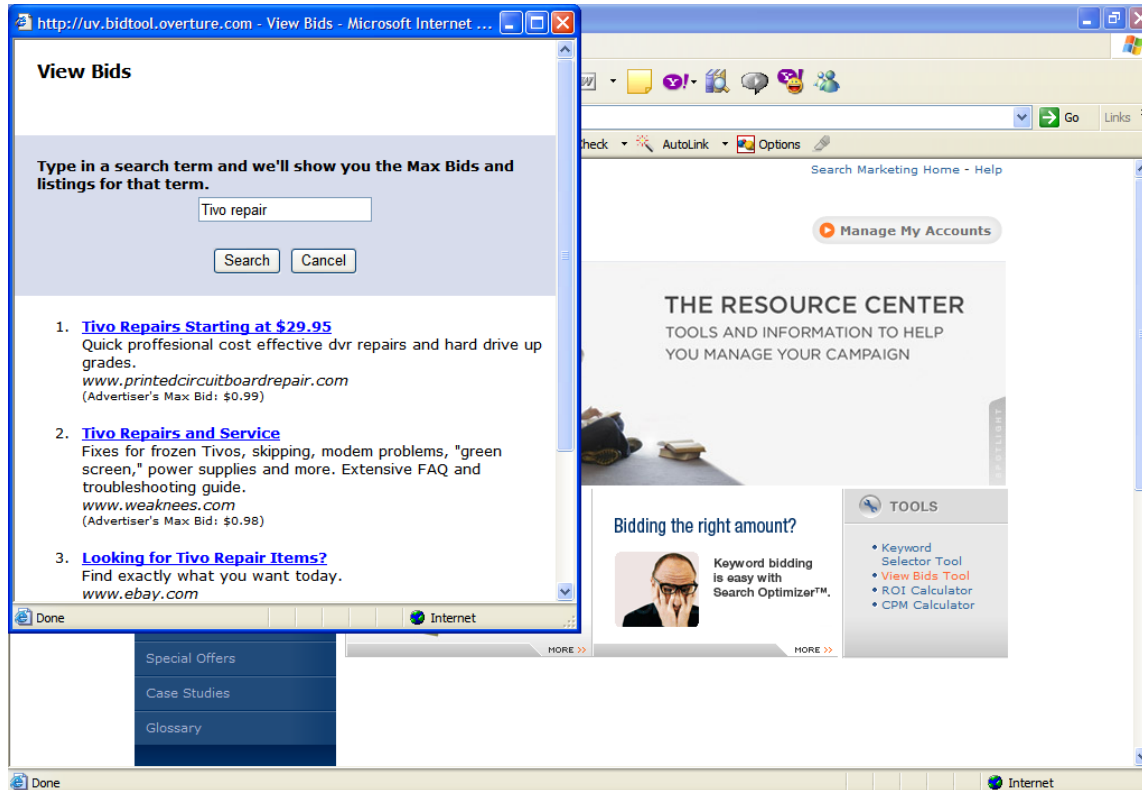 http://uv.bidtool.overture.com - View Bids - Microsoft Internet ...
View Bids
Type in a search term and we'll show you the Max Bids and
listings for that term.
Tivo repair
Search Cancel
1. Tivo Repairs Starting at $29.95
Quick proffesional cost effective dvr repairs and hard drive up
grades.
www.printedcircuitboardrepair.com
(Advertiser's Max Bid: $0.99)
2. Tivo Repairs and Service
Fixes for frozen Tivos, skipping, modem problems, "green
screen," power supplies and more. Extensive FAQ and
troubleshooting guide.
www.weaknees.com
(Advertiser's Max Bid: $0.98)
3. Looking for Tivo Repair Items?
Find exactly what you want today.
www.ebay.com
Done Internet
Go Links
AutoLink Options
Search Marketing Home - Help
Manage My Accounts
THE RESOURCE CENTER
TOOLS AND INFORMATION TO HELP
YOU MANAGE YOUR CAMPAIGN
SPOTLIGHT
Bidding the right amount?
Keyword bidding
is easy with
Search Optimizer™.
MORE >>
MORE >>
TOOLS
• Keyword
Selector Tool
• View Bids Tool
• ROI Calculator
• CPM Calculator
Special Offers
Case Studies
Glossary
Done Internet